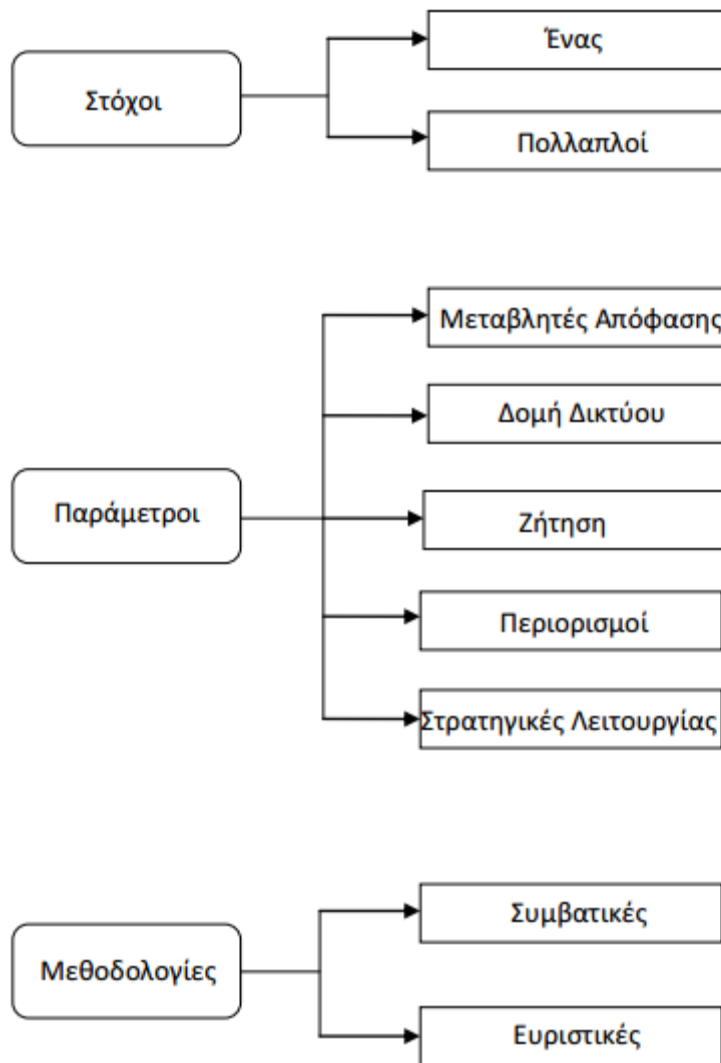 Στόχοι
Ένας
Πολλαπλοί
Παράμετροι
Μεταβλητές Απόφασης
Δομή Δικτύου
Ζήτηση
Περιορισμοί
Στρατηγικές Λειτουργίας
Μεθοδολογίες
Συμβατικές
Ευριστικές